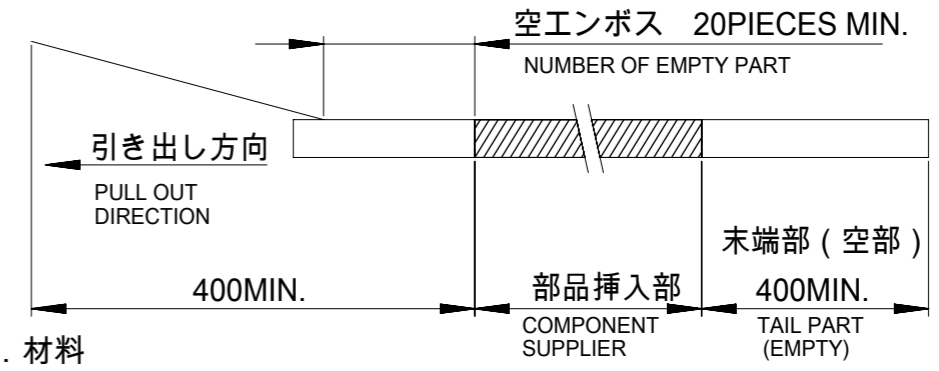 空エンボス 20PIECES MIN.
NUMBER OF EMPTY PART
引き出し方向
PULL OUT
DIRECTION
末端部(空部)
400MIN.
部品挿入部
400MIN.
COMPONENT
SUPPLIER
TAIL PART
(EMPTY)
. 材料